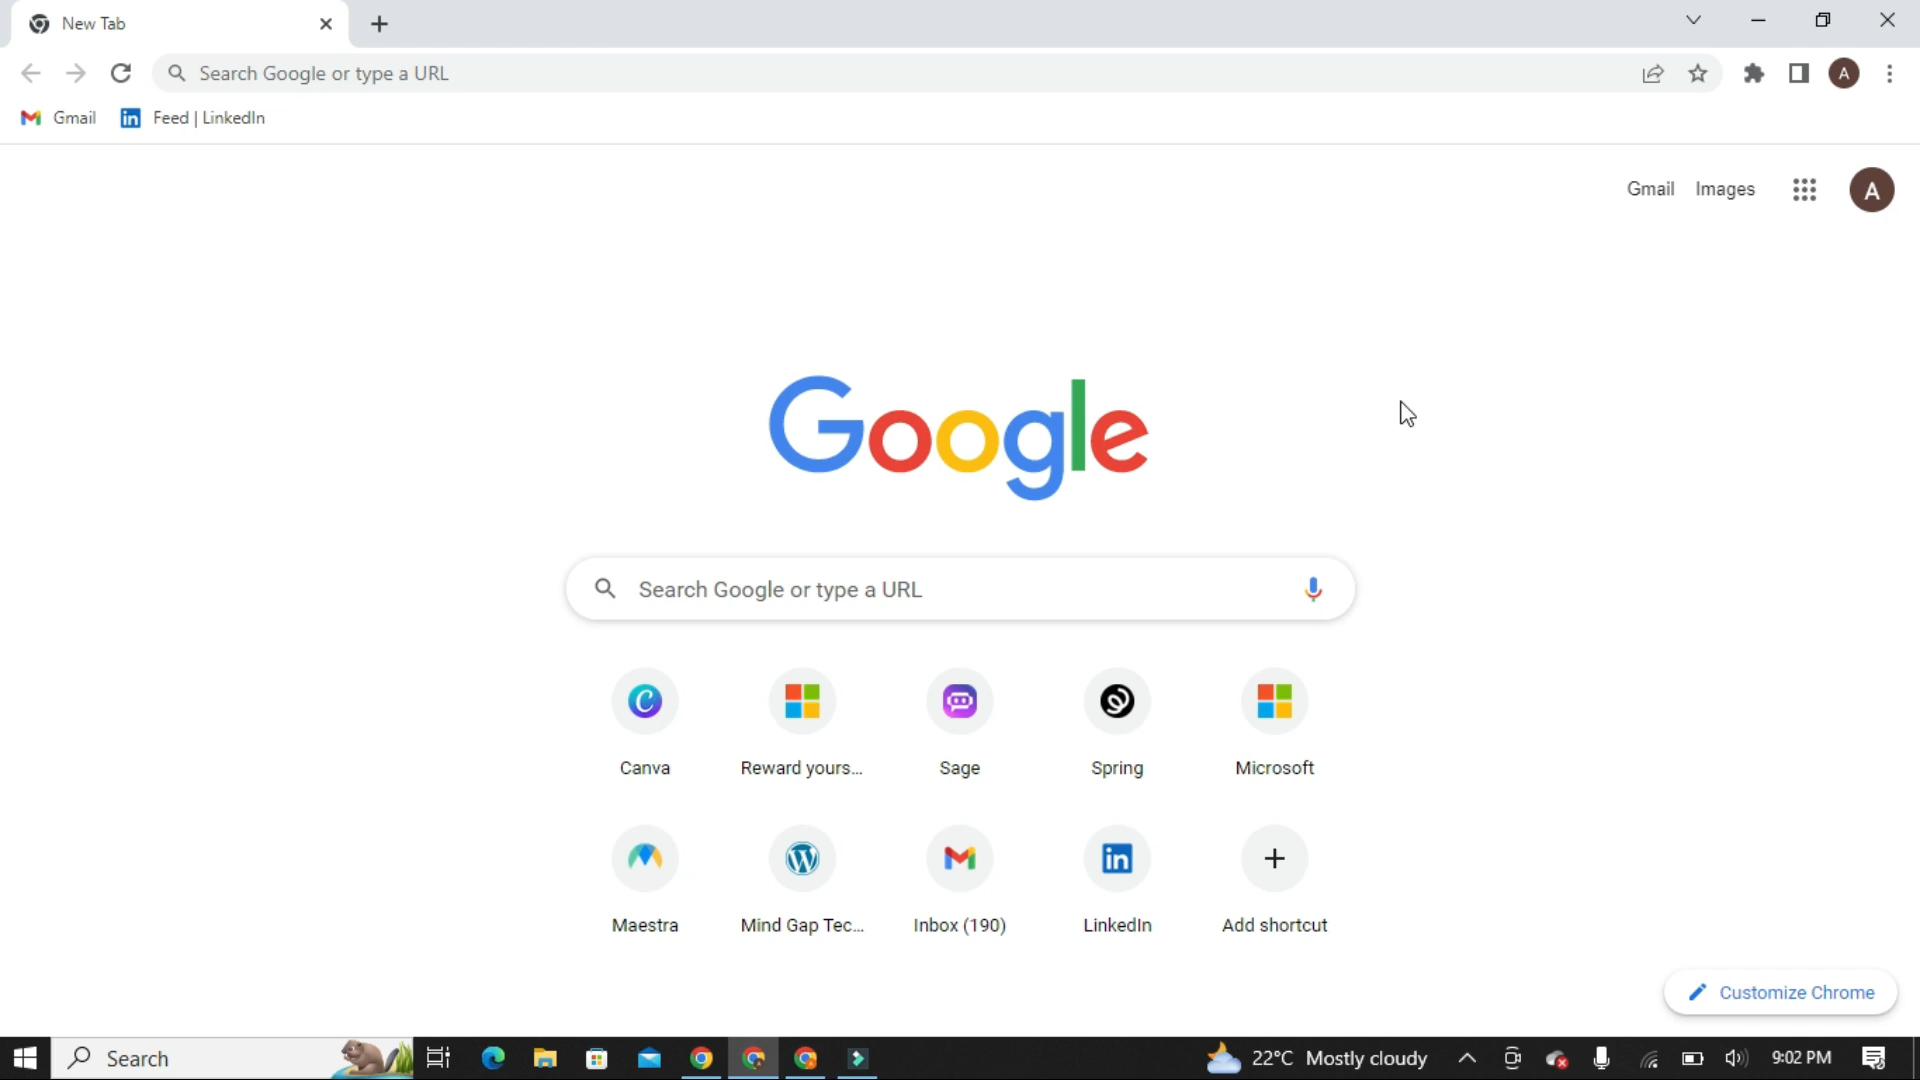 New Tab
Search Google or type a URL
A
Gmail
Feed | LinkedIn
Gmail Images
A
Google
Search Google or type a URL
Canva
Reward yours...
Sage
Spring
Microsoft
Maestra
Mind Gap Tec...
Inbox (190)
LinkedIn
Add shortcut
Customize Chrome
Search
22°C Mostly cloudy
9:02 PM